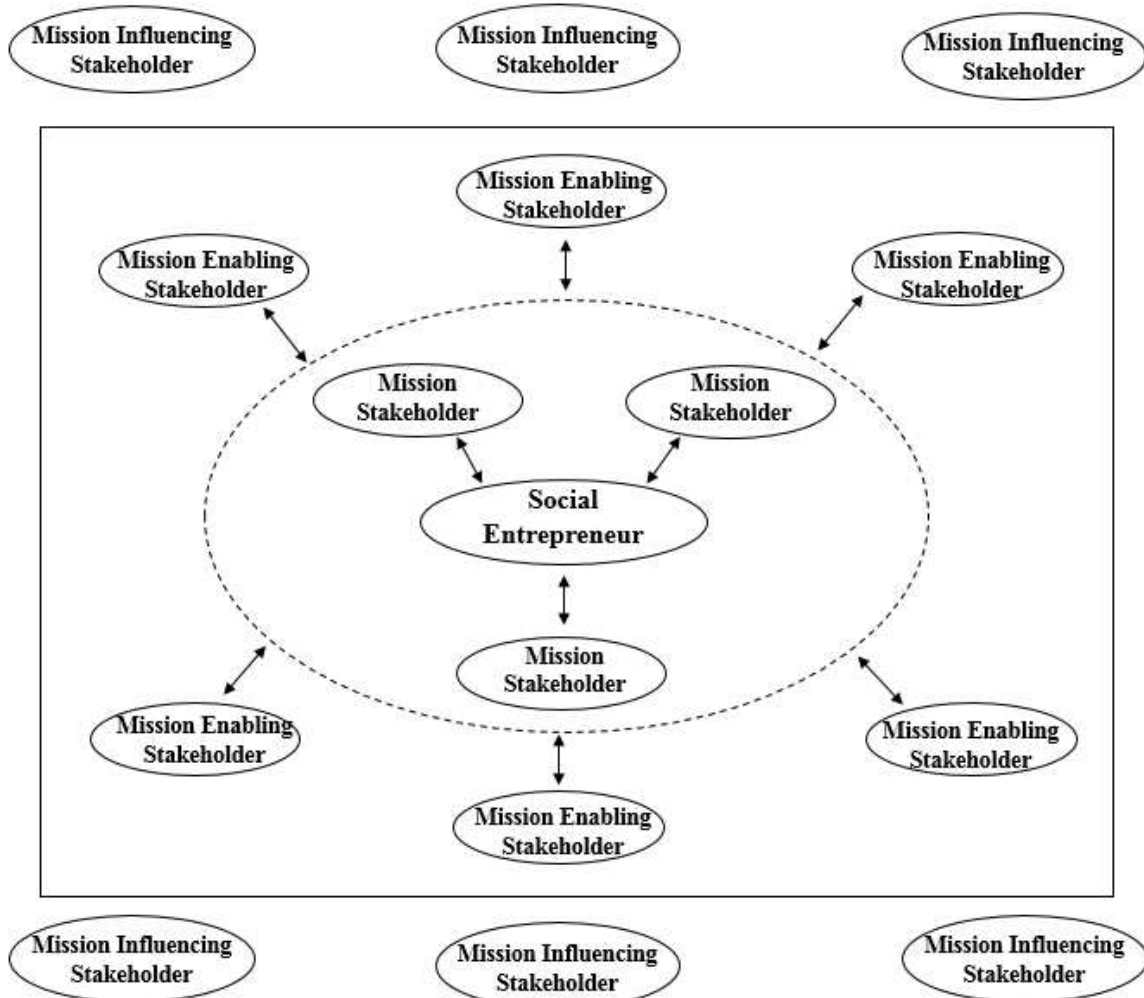 Mission Influencing
Stakeholder
Mission Influencing
Stakeholder
Mission Influencing
Stakeholder
Mission Enabling
Stakeholder
Mission Enabling
Stakeholder
Mission Enabling
Stakeholder
Mission
Stakeholder
Mission
Stakeholder
Social
Entrepreneur
Mission
Stakeholder
Mission Enabling
Stakeholder
Mission Enabling
Stakeholder
Mission Enabling
Stakeholder
Mission Influencing
Stakeholder
Mission Influencing
Stakeholder
Mission Influencing
Stakeholder